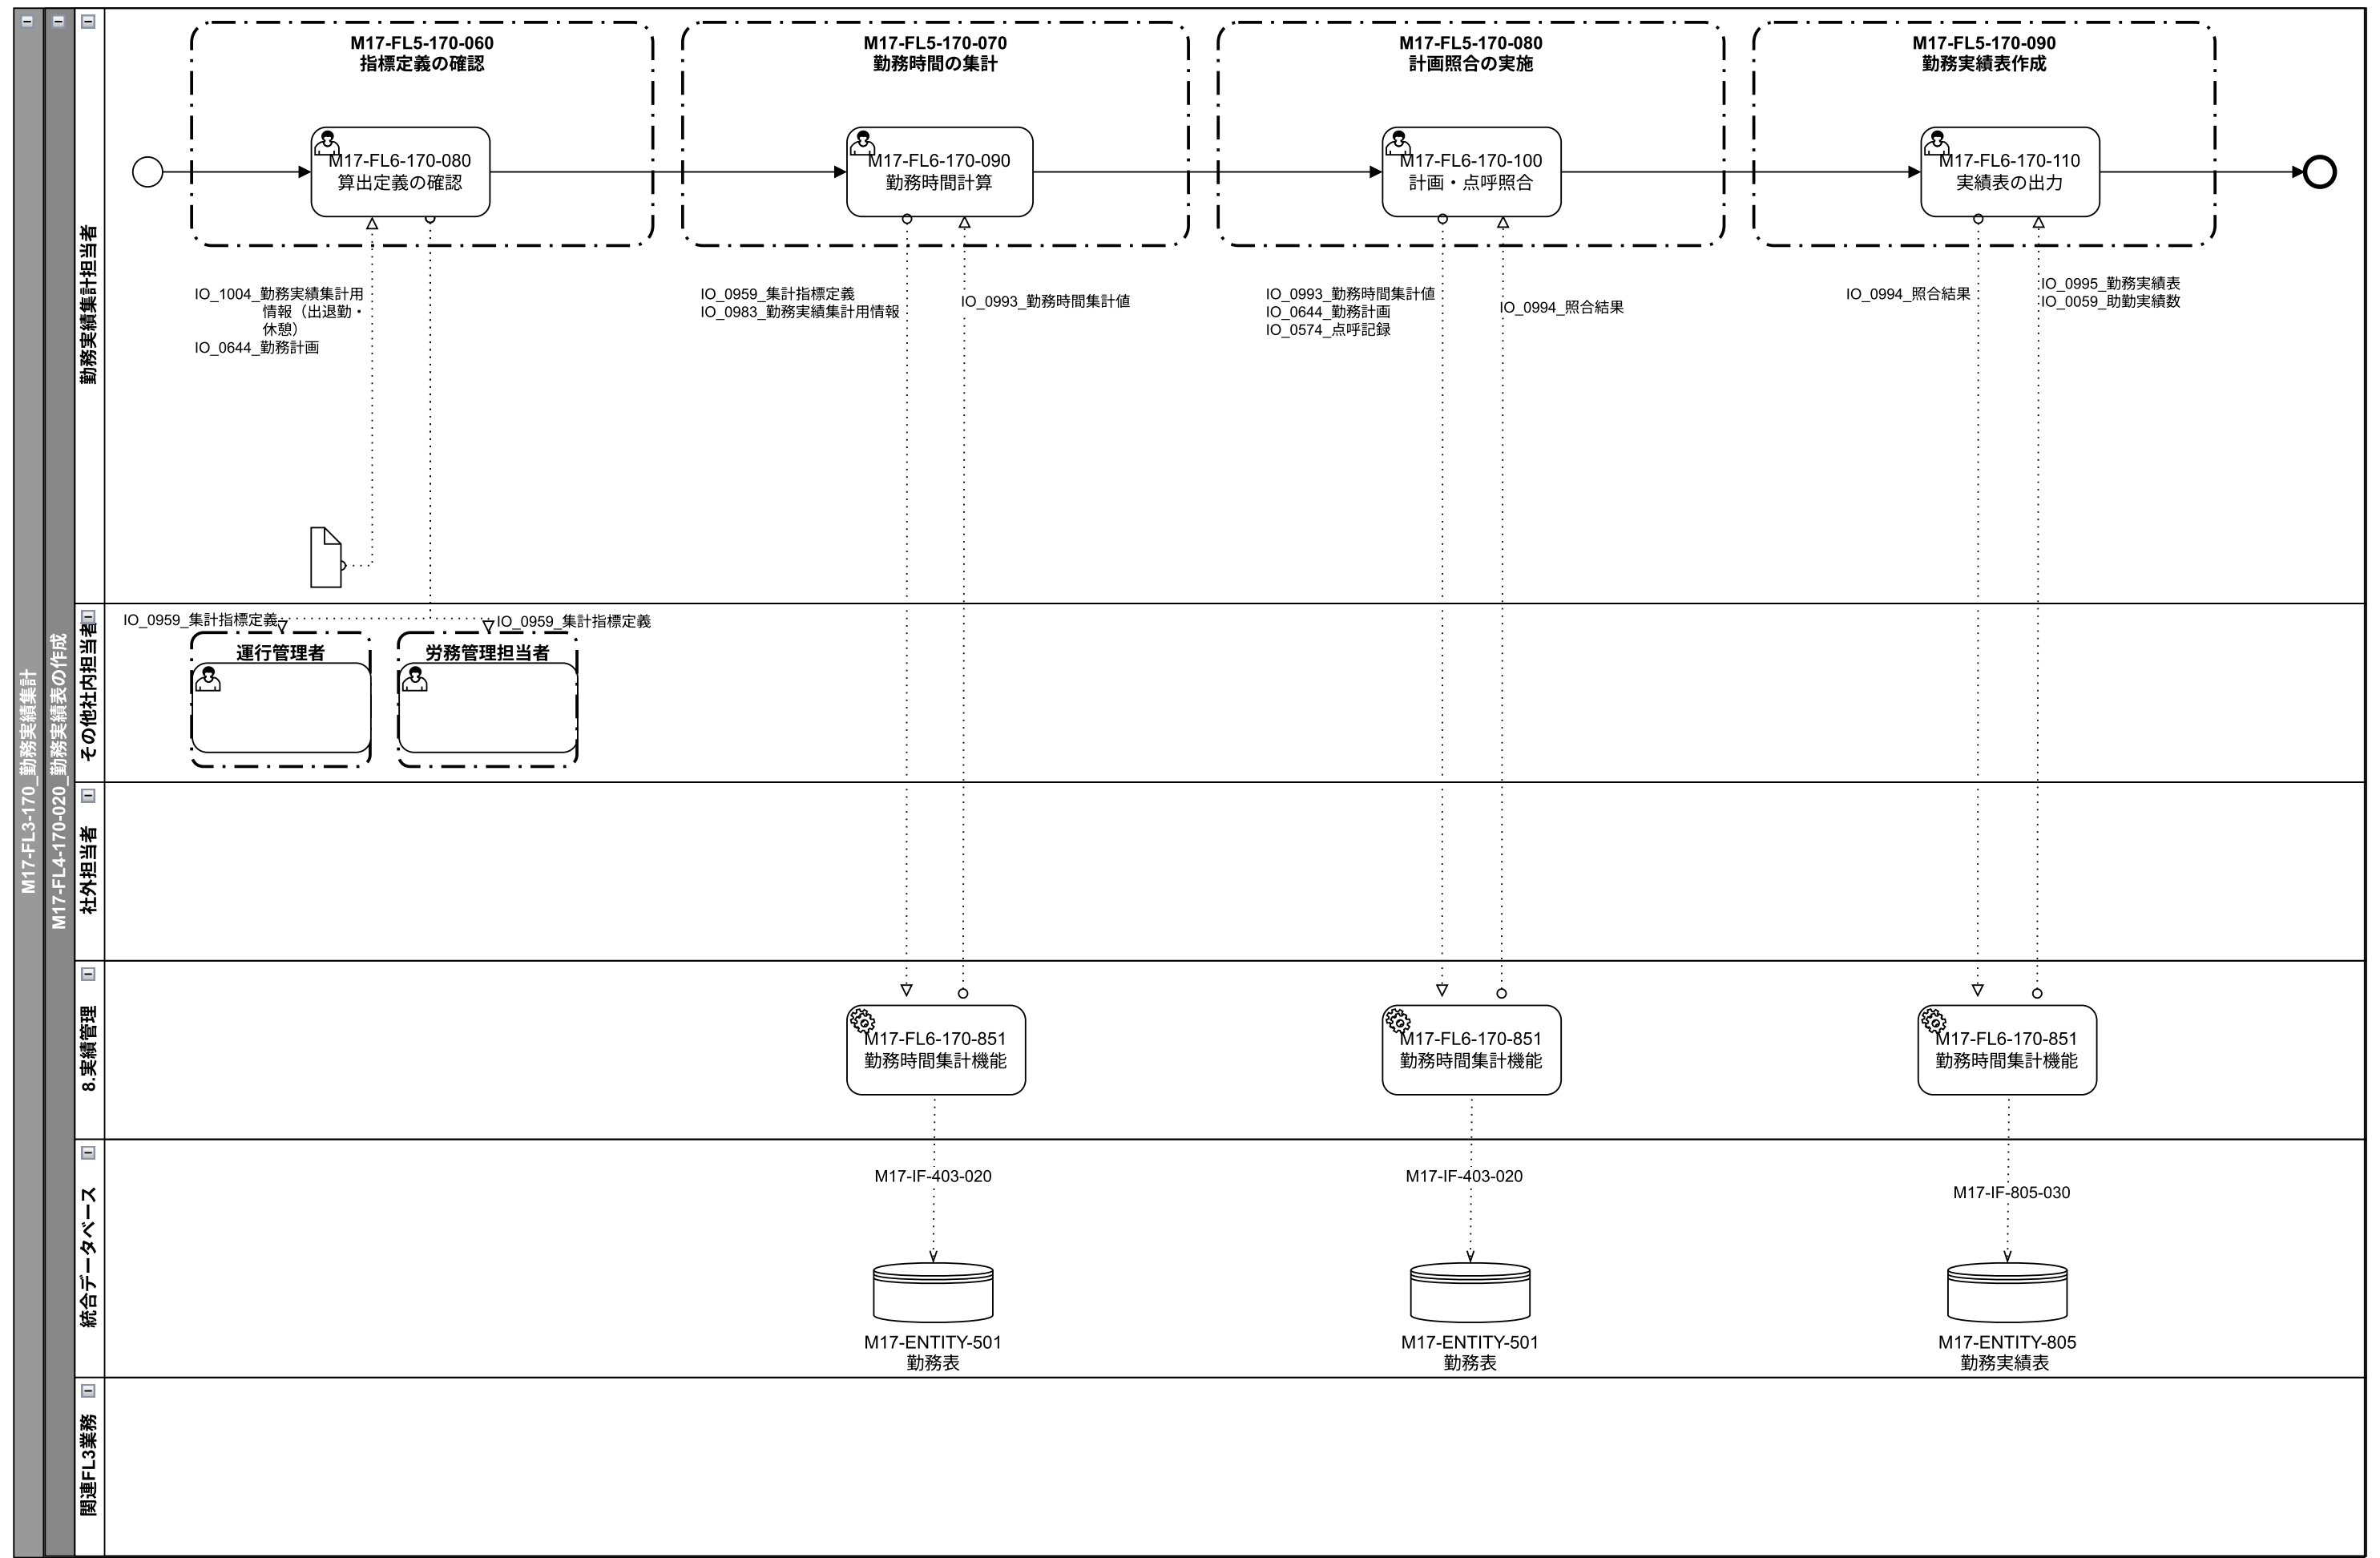 M17-FL3-170_勤務実績集計
M17-FL4-170-020_勤務実績表の作成
勤務実績集計担当者
M17-FL5-170-060
指標定義の確認
M17-FL5-170-070
勤務時間の集計
M17-FL5-170-080
計画照合の実施
M17-FL5-170-090
勤務実績表作成
M17-FL6-170-080
算出定義の確認
M17-FL6-170-090
勤務時間計算
M17-FL6-170-100
計画・点呼照合
M17-FL6-170-110
実績表の出力
IO_1004_勤務実績集計用
情報（出退勤・
休憩）
IO_0644_勤務計画
IO_0959_集計指標定義
IO_0983_勤務実績集計用情報
IO_0993_勤務時間集計値
IO_0993_勤務時間集計値
IO_0644_勤務計画
IO_0574_点呼記録
IO_0994_照合結果
IO_0994_照合結果
IO_0995_勤務実績表
IO_0059_助勤実績数
その他社内担当者
IO_0959_集計指標定義
IO_0959_集計指標定義
運行管理者
労務管理担当者
社外担当者
8.実績管理
M17-FL6-170-851
勤務時間集計機能
M17-FL6-170-851
勤務時間集計機能
M17-FL6-170-851
勤務時間集計機能
統合データベース
M17-IF-403-020
M17-IF-403-020
M17-IF-805-030
M17-ENTITY-501
勤務表
M17-ENTITY-501
勤務表
M17-ENTITY-805
勤務実績表
関連FL3業務